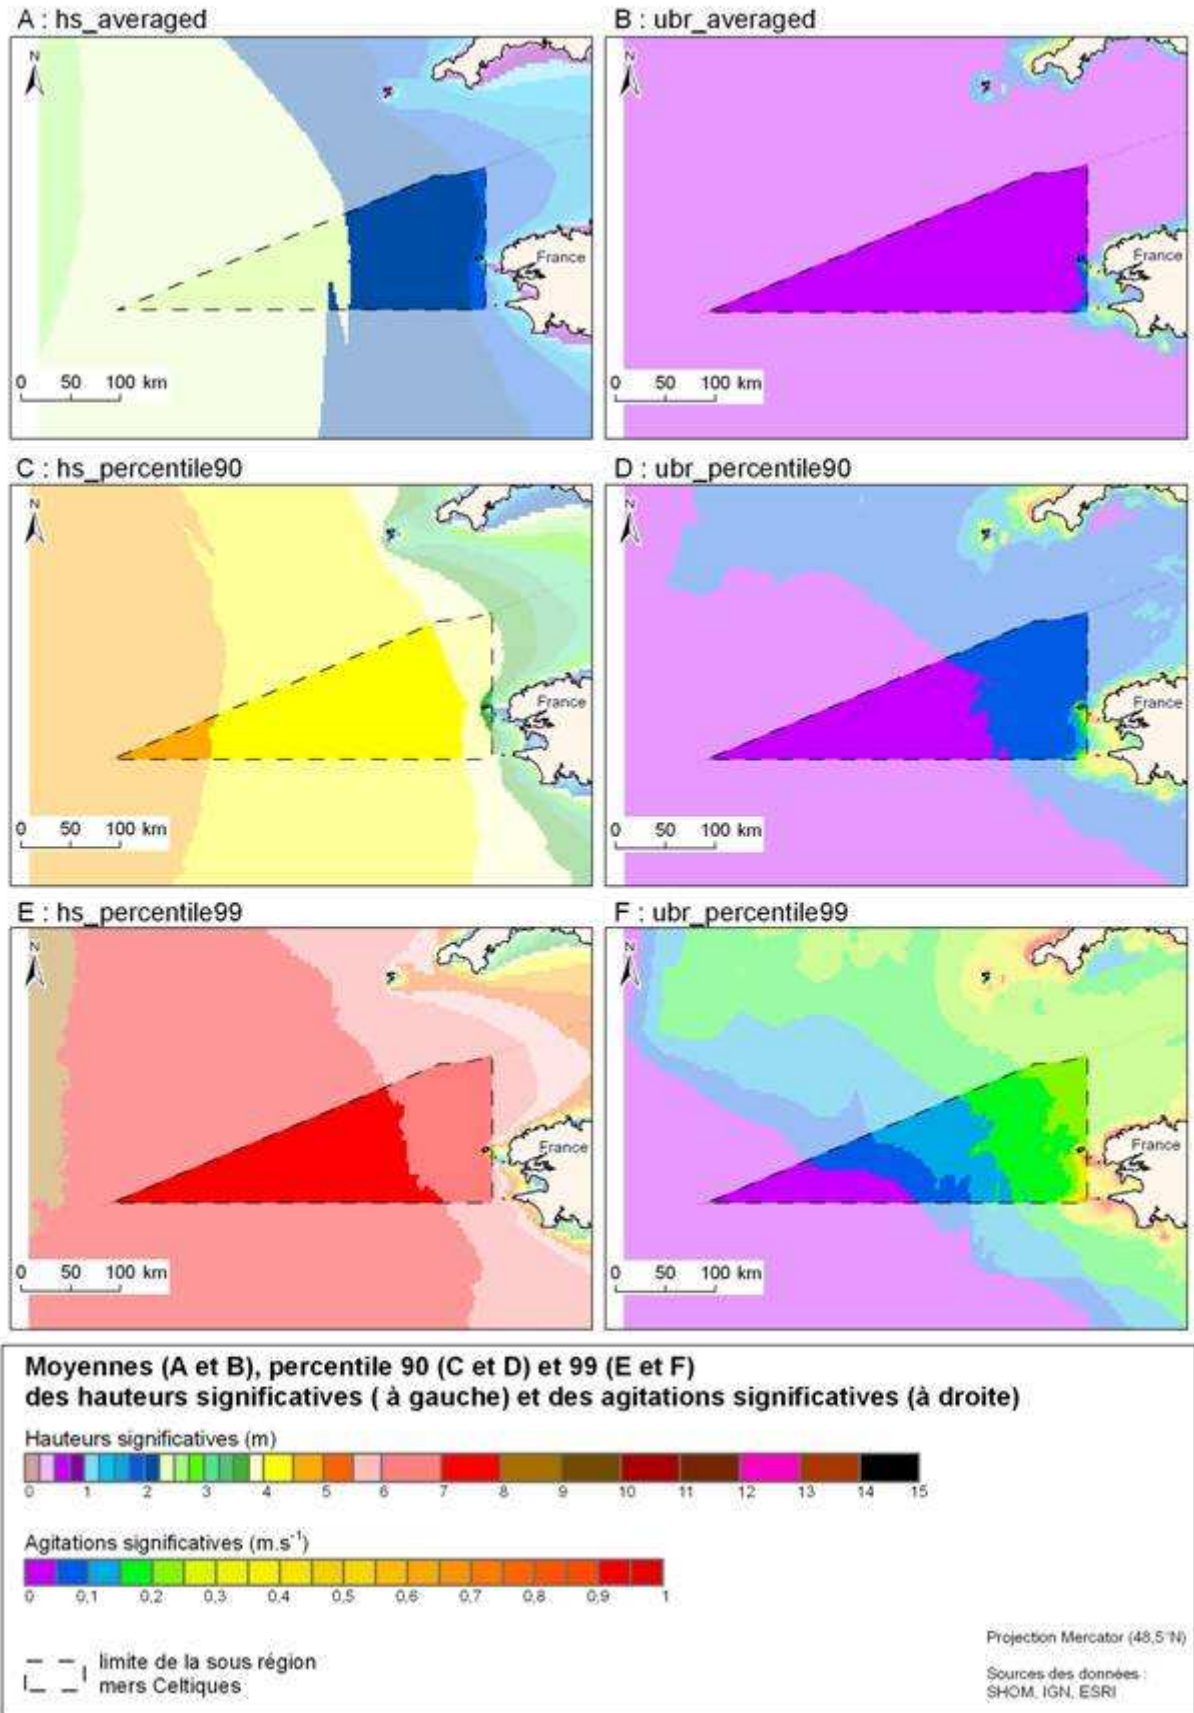 A : hs_averaged
B : ubr_averaged
N
France
0 50 100 km
N
France
0 50 100 km
C : hs_percentile90
D : ubr_percentile90
N
France
0 50 100 km
N
France
0 50 100 km
E : hs_percentile99
F : ubr_percentile99
N
France
0 50 100 km
N
France
0 50 100 km
Moyennes (A et B), percentile 90 (C et D) et 99 (E et F)
des hauteurs significatives ( à gauche) et des agitations significatives (à droite)
Hauteurs significatives (m)
0 1 2 3 4 5 6 7 8 9 10 11 12 13 14 15
Agitations significatives (m.s⁻¹)
0 0,1 0,2 0,3 0,4 0,5 0,6 0,7 0,8 0,9 1
limite de la sous région
mers Celtiques
Projection Mercator (48,5°N)
Sources des données :
SHOM, IGN, ESRI